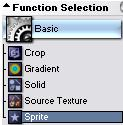 Function Selection
Basic
Crop
Gradient
Solid
Source Texture
Sprite